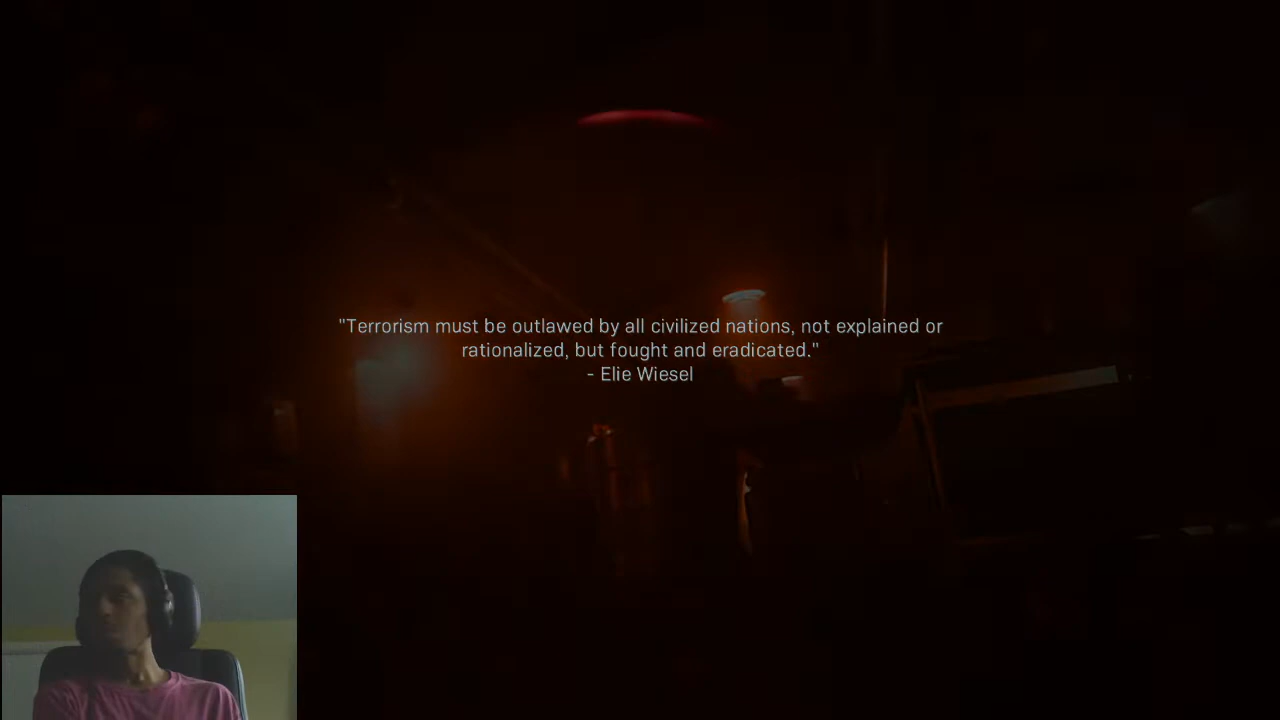 "Terrorism must be outlawed by all civilized nations, not explained or
rationalized, but fought and eradicated."
- Elie Wiesel